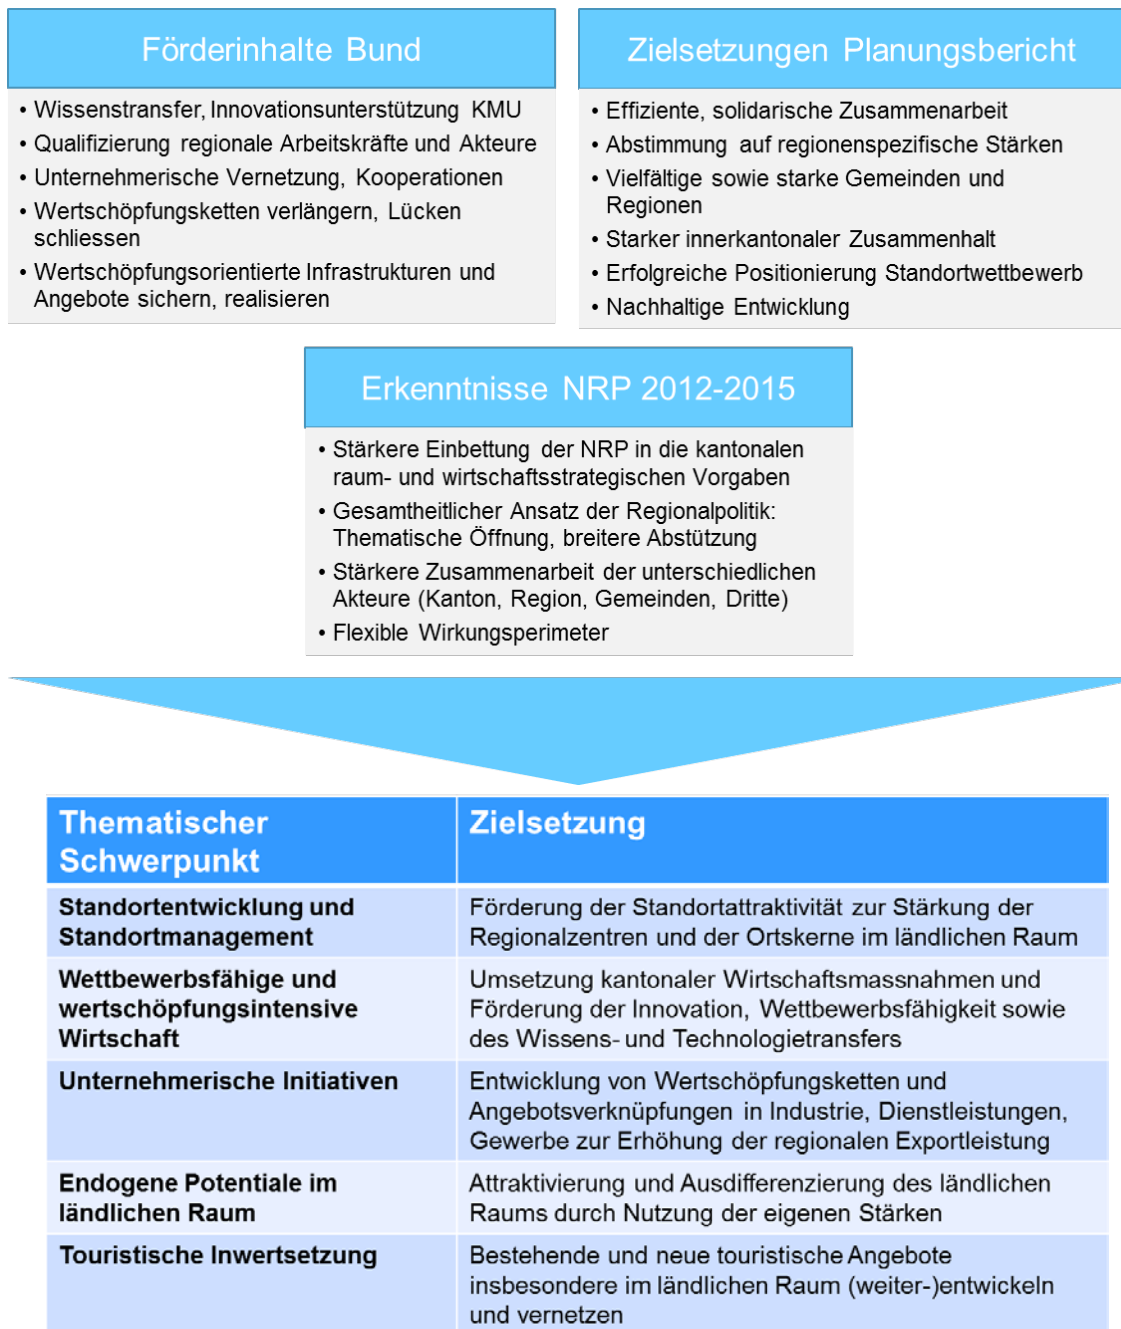 Förderinhalte Bund
• Wissenstransfer, Innovationsunterstützung KMU
• Qualifizierung regionale Arbeitskräfte und Akteure
• Unternehmerische Vernetzung, Kooperationen
• Wertschöpfungsketten verlängern, Lücken
schliessen
• Wertschöpfungsorientierte Infrastrukturen und
Angebote sichern, realisieren
Zielsetzungen Planungsbericht
• Effiziente, solidarische Zusammenarbeit
• Abstimmung auf regionenspezifische Stärken
• Vielfältige sowie starke Gemeinden und
Regionen
• Starker innerkantonaler Zusammenhalt
• Erfolgreiche Positionierung Standortwettbewerb
• Nachhaltige Entwicklung
Erkenntnisse NRP 2012-2015
• Stärkere Einbettung der NRP in die kantonalen
raum- und wirtschaftsstrategischen Vorgaben
• Gesamtheitlicher Ansatz der Regionalpolitik:
Thematische Öffnung, breitere Abstützung
• Stärkere Zusammenarbeit der unterschiedlichen
Akteure (Kanton, Region, Gemeinden, Dritte)
• Flexible Wirkungsperimeter
Thematischer
Schwerpunkt
Zielsetzung
Standortentwicklung und
Standortmanagement
Förderung der Standortattraktivität zur Stärkung der
Regionalzentren und der Ortskerne im ländlichen Raum
Wettbewerbsfähige und
wertschöpfungsintensive
Wirtschaft
Umsetzung kantonaler Wirtschaftsmassnahmen und
Förderung der Innovation, Wettbewerbsfähigkeit sowie
des Wissens- und Technologietransfers
Unternehmerische Initiativen
Entwicklung von Wertschöpfungsketten und
Angebotsverknüpfungen in Industrie, Dienstleistungen,
Gewerbe zur Erhöhung der regionalen Exportleistung
Endogene Potentiale im
ländlichen Raum
Attraktivierung und Ausdifferenzierung des ländlichen
Raums durch Nutzung der eigenen Stärken
Touristische Inwertsetzung
Bestehende und neue touristische Angebote
insbesondere im ländlichen Raum (weiter-)entwickeln
und vernetzen